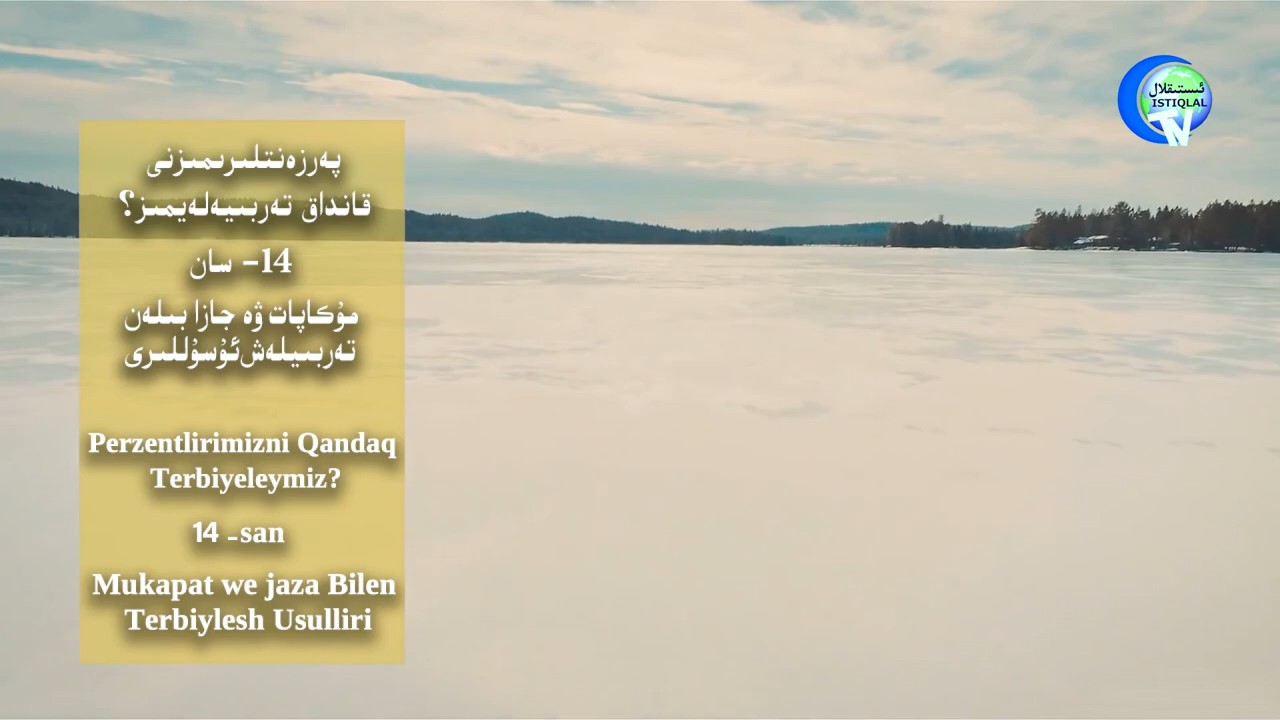 پەرزەنتلىرىمىزنى
قانداق تەربىيەلەيمىز؟
14- سان
مۇكاپات ۋە جازا بىلەن
تەربىيلەش ئۇسۇللىرى
Perzentlirimizni Qandaq
Terbiyeleymiz?
14 -san
Mukapat we jaza Bilen
Terbiylesh Usulliri
ئىستىقلال
ISTIQLAL
TV